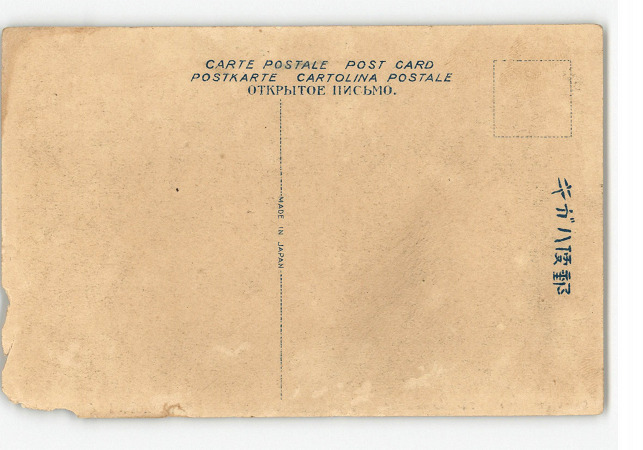 CARTE POSTALE POST CARD
POSTKARTE CARTOLINA POSTALE
ОТКРЫТОЕ ПИСЬМО.
MADE IN JAPAN
郵便ハガキ